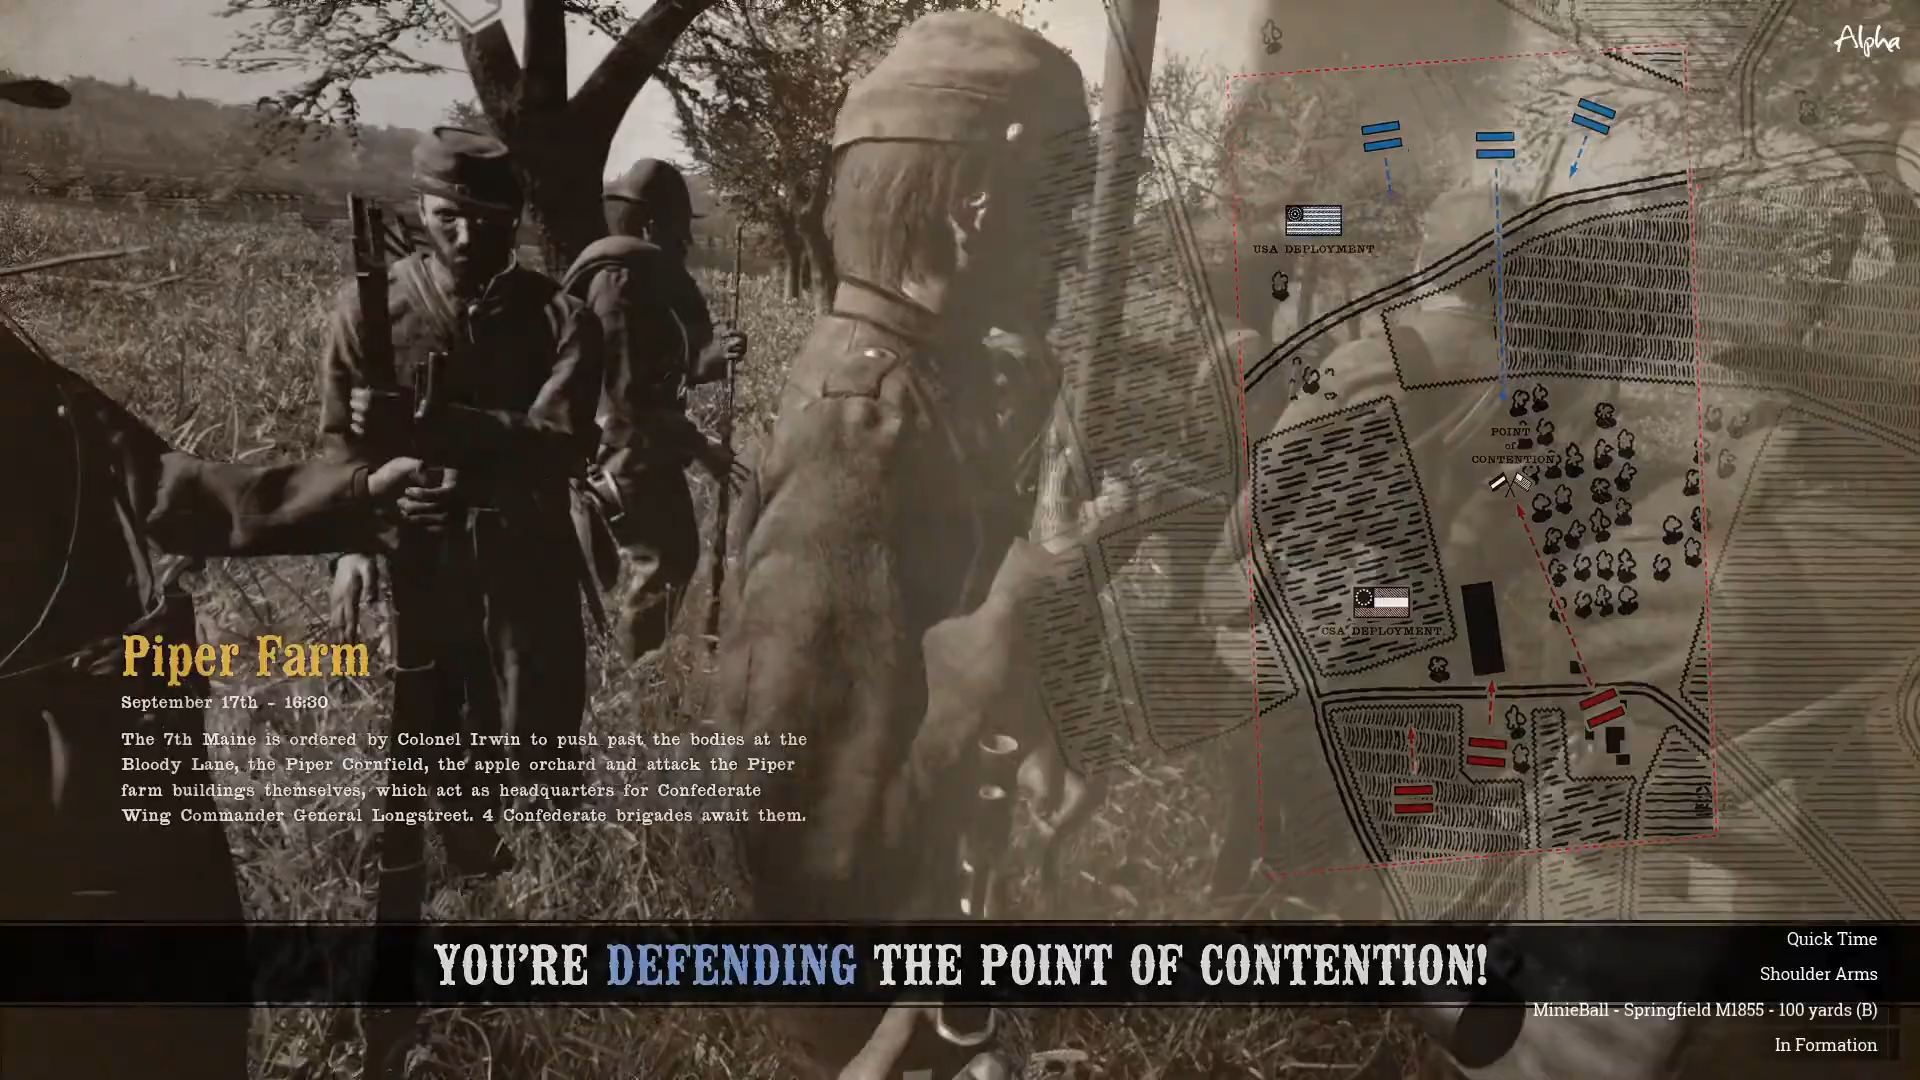 Alpha
USA DEPLOYMENT
POINT
of
CONTENTION
CSA DEPLOYMENT
Piper Farm
September 17th - 16:30
The 7th Maine is ordered by Colonel Irwin to push past the bodies at the
Bloody Lane, the Piper Cornfield, the apple orchard and attack the Piper
farm buildings themselves, which act as headquarters for Confederate
Wing Commander General Longstreet. 4 Confederate brigades await them.
YOU'RE DEFENDING THE POINT OF CONTENTION!
Quick Time
Shoulder Arms
MinieBall - Springfield M1855 - 100 yards (B)
In Formation